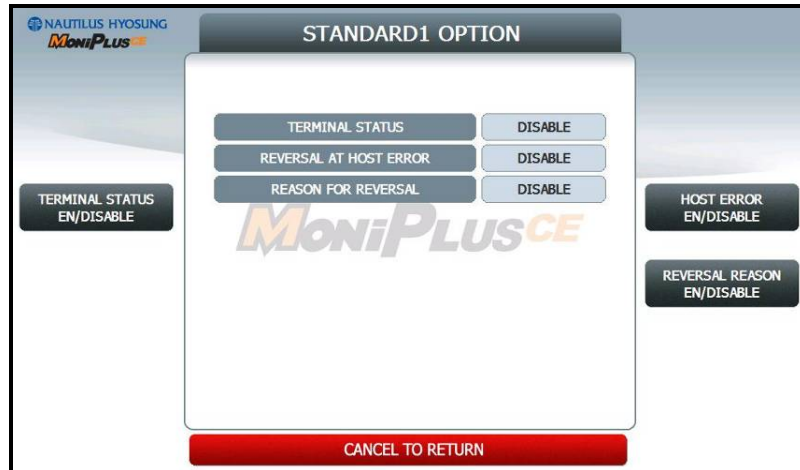 NAUTILUS HYOSUNG
MoniPlusCE
STANDARD1 OPTION
TERMINAL STATUS DISABLE
REVERSAL AT HOST ERROR DISABLE
REASON FOR REVERSAL DISABLE
TERMINAL STATUS
EN/DISABLE
HOST ERROR
EN/DISABLE
MoniPlusCE
REVERSAL REASON
EN/DISABLE
CANCEL TO RETURN